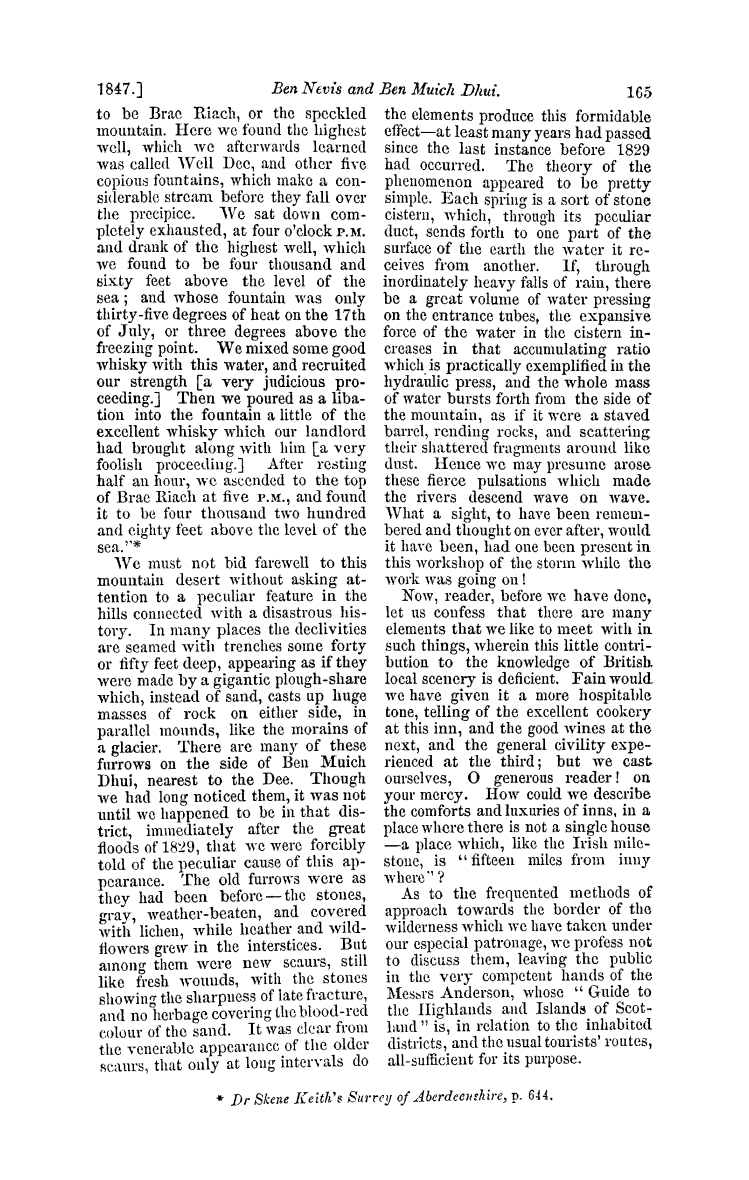 1847.] Ben Nevis and Ben Muich Dhui. 165
to be Brae Riach, or the speckled
mountain. Here we found the highest
well, which we afterwards learned
was called Well Dee, and other five
copious fountains, which make a con-
siderable stream before they fall over
the precipice. We sat down com-
pletely exhausted, at four o'clock P.M.
and drank of the highest well, which
we found to be four thousand and
sixty feet above the level of the
sea; and whose fountain was only
thirty-five degrees of heat on the 17th
of July, or three degrees above the
freezing point. We mixed some good
whisky with this water, and recruited
our strength [a very judicious pro-
ceeding.] Then we poured as a liba-
tion into the fountain a little of the
excellent whisky which our landlord
had brought along with him [a very
foolish proceeding.] After resting
half an hour, we ascended to the top
of Brae Riach at five P.M., and found
it to be four thousand two hundred
and eighty feet above the level of the
sea."*
We must not bid farewell to this
mountain desert without asking at-
tention to a peculiar feature in the
hills connected with a disastrous his-
tory. In many places the declivities
are seamed with trenches some forty
or fifty feet deep, appearing as if they
were made by a gigantic plough-share
which, instead of sand, casts up huge
masses of rock on either side, in
parallel mounds, like the morains of
a glacier. There are many of these
furrows on the side of Ben Muich
Dhui, nearest to the Dee. Though
we had long noticed them, it was not
until we happened to be in that dis-
trict, immediately after the great
floods of 1829, that we were forcibly
told of the peculiar cause of this ap-
pearance. The old furrows were as
they had been before—the stones,
gray, weather-beaten, and covered
with lichen, while heather and wild-
flowers grew in the interstices. But
among them were new scaurs, still
like fresh wounds, with the stones
showing the sharpness of late fracture,
and no herbage covering the blood-red
colour of the sand. It was clear from
the venerable appearance of the older
scaurs, that only at long intervals do
the elements produce this formidable
effect—at least many years had passed
since the last instance before 1829
had occurred. The theory of the
phenomenon appeared to be pretty
simple. Each spring is a sort of stone
cistern, which, through its peculiar
duct, sends forth to one part of the
surface of the earth the water it re-
ceives from another. If, through
inordinately heavy falls of rain, there
be a great volume of water pressing
on the entrance tubes, the expansive
force of the water in the cistern in-
creases in that accumulating ratio
which is practically exemplified in the
hydraulic press, and the whole mass
of water bursts forth from the side of
the mountain, as if it were a staved
barrel, rending rocks, and scattering
their shattered fragments around like
dust. Hence we may presume arose
these fierce pulsations which made
the rivers descend wave on wave.
What a sight, to have been remem-
bered and thought on ever after, would
it have been, had one been present in
this workshop of the storm while the
work was going on!
Now, reader, before we have done,
let us confess that there are many
elements that we like to meet with in
such things, wherein this little contri-
bution to the knowledge of British
local scenery is deficient. Fain would
we have given it a more hospitable
tone, telling of the excellent cookery
at this inn, and the good wines at the
next, and the general civility expe-
rienced at the third; but we cast
ourselves, O generous reader! on
your mercy. How could we describe
the comforts and luxuries of inns, in a
place where there is not a single house
—a place which, like the Irish mile-
stone, is "fifteen miles from inny
where"?
As to the frequented methods of
approach towards the border of the
wilderness which we have taken under
our especial patronage, we profess not
to discuss them, leaving the public
in the very competent hands of the
Messrs Anderson, whose "Guide to
the Highlands and Islands of Scot-
land" is, in relation to the inhabited
districts, and the usual tourists' routes,
all-sufficient for its purpose.
* Dr Skene Keith's Survey of Aberdeenshire, p. 644.